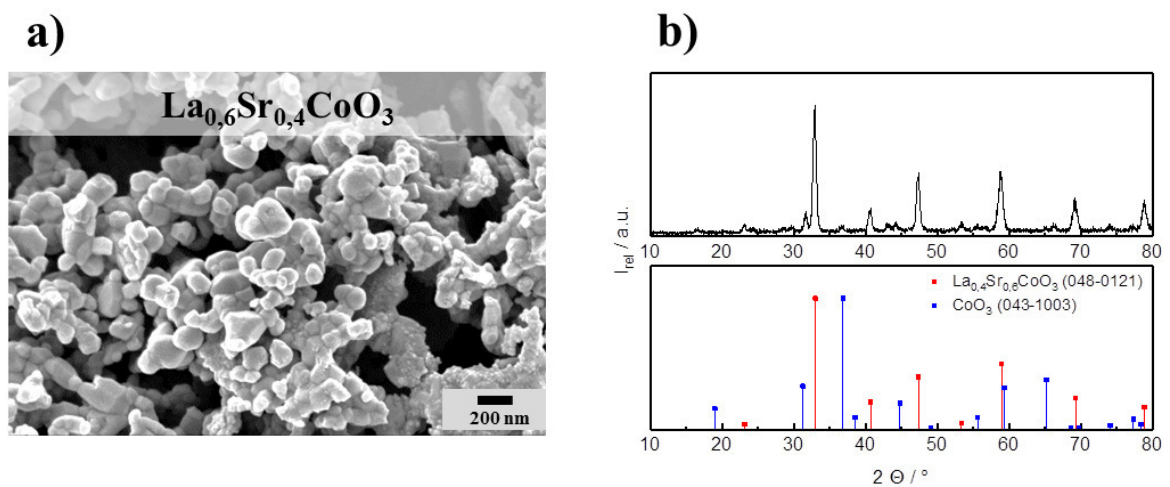 a)
La0,6Sr0,4CoO3
200 nm
b)
Irel / a.u.
10 20 30 40 50 60 70 80
La0,4Sr0,6CoO3 (048-0121)
CoO3 (043-1003)
10 20 30 40 50 60 70 80
2 Θ / °